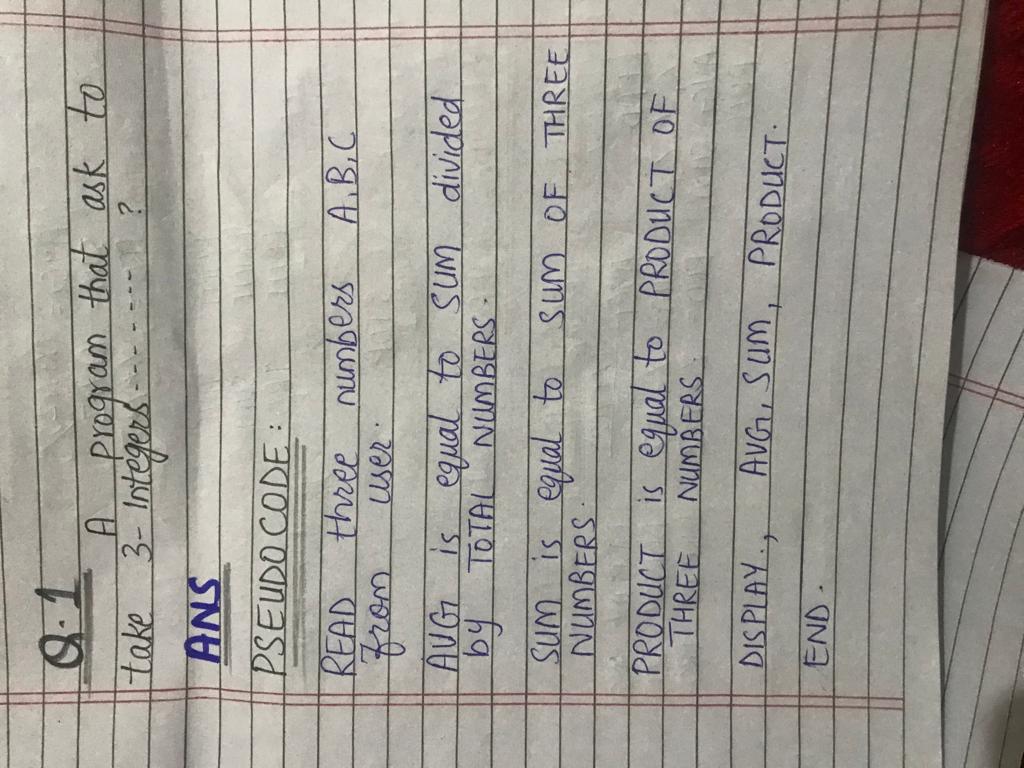 Q.1
A program that ask to
take 3-Integers--------?
ANS
PSEUDOCODE:
READ three numbers A,B,C
from user.
AVG is equal to SUM divided
by TOTAL NUMBERS.
SUM is equal to SUM OF THREE
NUMBERS.
PRODUCT is equal to PRODUCT OF
THREE NUMBERS.
DISPLAY., AVG, SUM, PRODUCT.
END.